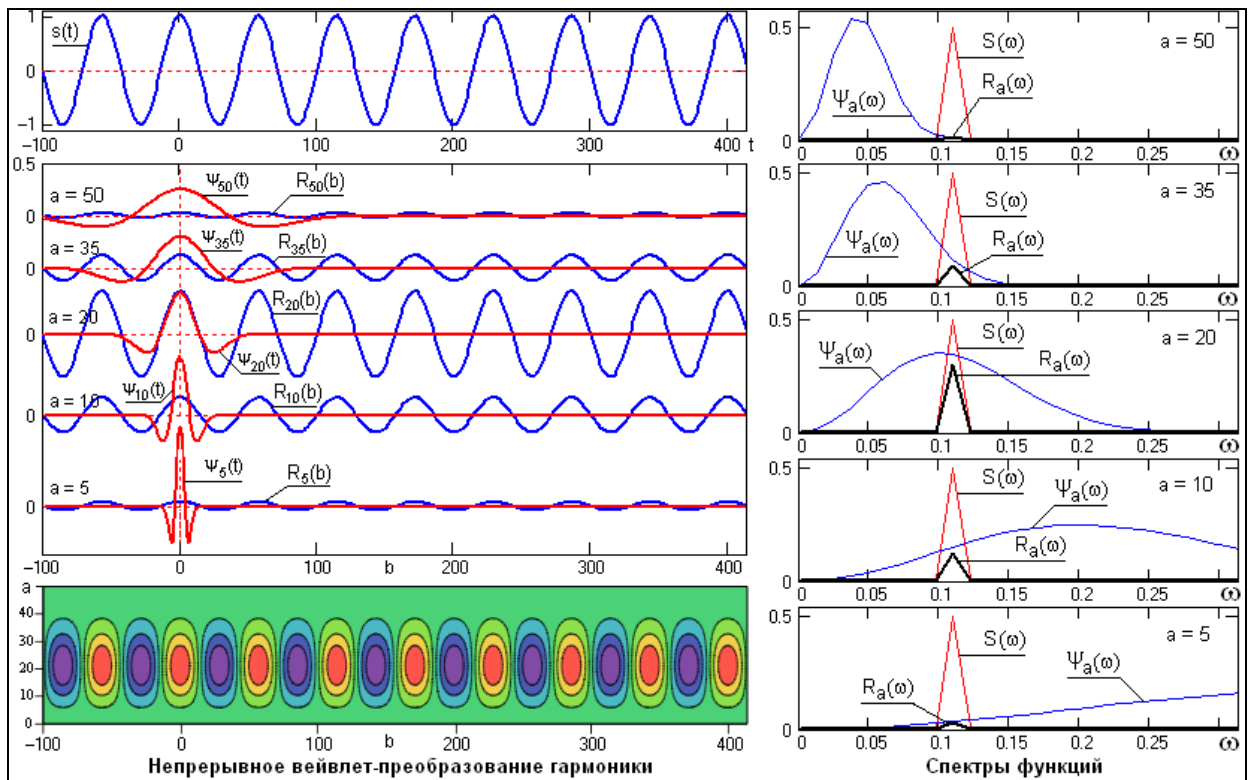 s(t)
1
0
−1
−100 0 100 200 300 t 400
0.5
a = 50 Ψ50(t) R50(b)
0
a = 35 Ψ35(t) R35(b)
0
a = 20 R20(b)
0
Ψ20(t)
Ψ10(t)
a = 10 R10(b)
0
Ψ5(t) R5(b)
a = 5
0
−100 0 100 b 200 300 400
a
40
30
20
10
0
−100 0 b 100 200 300 400
Непрерывное вейвлет-преобразование гармоники
0.5
S(ω) a = 50
Ψa(ω) Ra(ω)
0
0 0.05 0.1 0.15 0.2 0.25 ω
0.5
a = 35
S(ω)
Ψa(ω) Ra(ω)
0
0 0.05 0.1 0.15 0.2 0.25 ω
0.5
S(ω) a = 20
Ψa(ω) Ra(ω)
0
0 0.05 0.1 0.15 0.2 0.25 ω
0.5
a = 10
S(ω) Ψa(ω)
Ra(ω)
0
0 0.05 0.1 0.15 0.2 0.25 ω
0.5
a = 5
S(ω)
Ψa(ω)
Ra(ω)
0
0 0.05 0.1 0.15 0.2 0.25 ω
Спектры функций